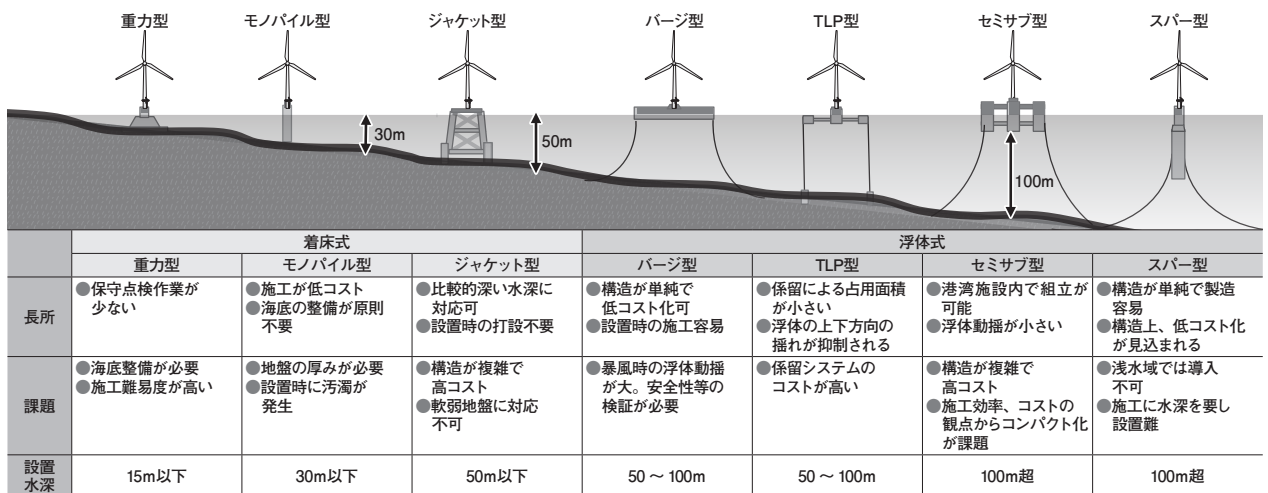 重力型
モノパイル型
ジャケット型
バージ型
TLP型
セミサブ型
スパー型
30m
50m
100m
着床式
浮体式
重力型
モノパイル型
ジャケット型
バージ型
TLP型
セミサブ型
スパー型
長所
●保守点検作業が
少ない
●施工が低コスト
●海底の整備が原則
不要
●比較的深い水深に
対応可
●設置時の打設不要
●構造が単純で
低コスト化可
●設置時の施工容易
●係留による占用面積
が小さい
●浮体の上下方向の
揺れが抑制される
●港湾施設内で組立が
可能
●浮体動揺が小さい
●構造が単純で製造
容易
●構造上、低コスト化
が見込まれる
課題
●海底整備が必要
●施工難易度が高い
●地盤の厚みが必要
●設置時に汚濁が
発生
●構造が複雑で
高コスト
●軟弱地盤に対応
不可
●暴風時の浮体動揺
が大。安全性等の
検証が必要
●係留システムの
コストが高い
●構造が複雑で
高コスト
●施工効率、コストの
観点からコンパクト化
が課題
●浅水域では導入
不可
●施工に水深を要し
設置難
設置
水深
15m以下
30m以下
50m以下
50～100m
50～100m
100m超
100m超